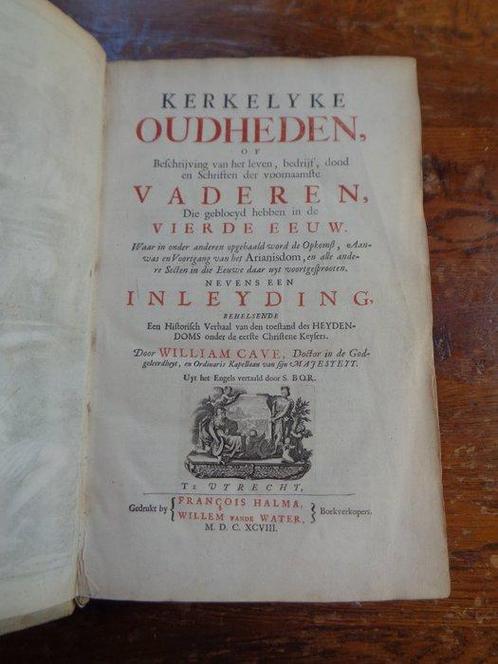 KERKELYKE
OUDHEDEN,
OF
Beschrijving van het leven, bedrijf, dood
en Schriften der voornaamste
VADEREN,
Die gebloeyd hebben in de
VIERDE EEUW.
Waar in onder anderen opgehaald word de Opkomst, Aan-
was en Voortgang van het Arianisdom, en alle ande-
re Secten in die Eeuwe daar uyt voortgesprooten.
NEVENS EEN
INLEYDING,
BEHELSENDE
Een Historisch Verhaal van den toestand des HEYDEN-
DOMS onder de eerste Christene Keysers.
Door WILLIAM CAVE, Doctor in de God-
geleerdheyt, en Ordinaris Kapellaan van sijn MAJESTEYT.
Uyt het Engels vertaald door S. BOR.
Te UTRECHT,
Gedrukt by { FRANÇOIS HALMA, WILLEM VANDE WATER, } Boekverkopers.
M. D. C. XCVIII.